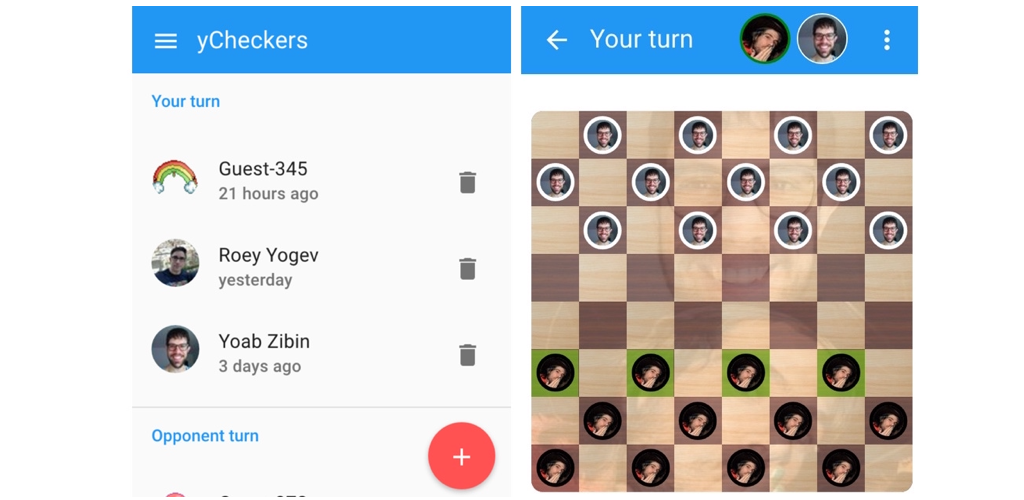 yCheckers
Your turn
Guest-345
21 hours ago
Roey Yogev
yesterday
Yoab Zibin
3 days ago
Opponent turn
Your turn